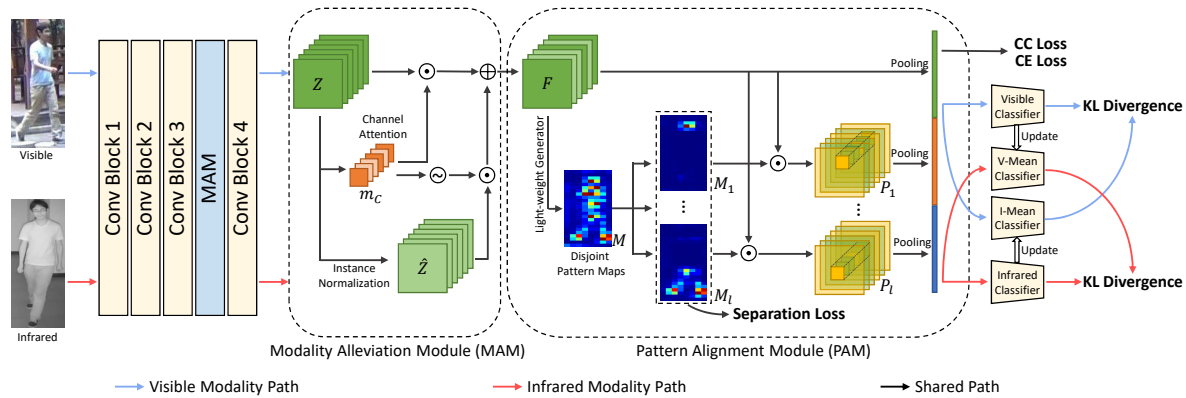 Visible
Infrared
Conv Block 1
Conv Block 2
Conv Block 3
MAM
Conv Block 4
Z
Channel
Attention
m_C
~
Ẑ
Instance
Normalization
Modality Alleviation Module (MAM)
F
Light-weight Generator
M
Disjoint
Pattern Maps
M_1
...
M_l
Separation Loss
P_1
...
P_l
Pooling
Pooling
Pooling
Pattern Alignment Module (PAM)
CC Loss
CE Loss
Visible
Classifier
KL Divergence
Update
V-Mean
Classifier
I-Mean
Classifier
Update
Infrared
Classifier
KL Divergence
Visible Modality Path
Infrared Modality Path
Shared Path